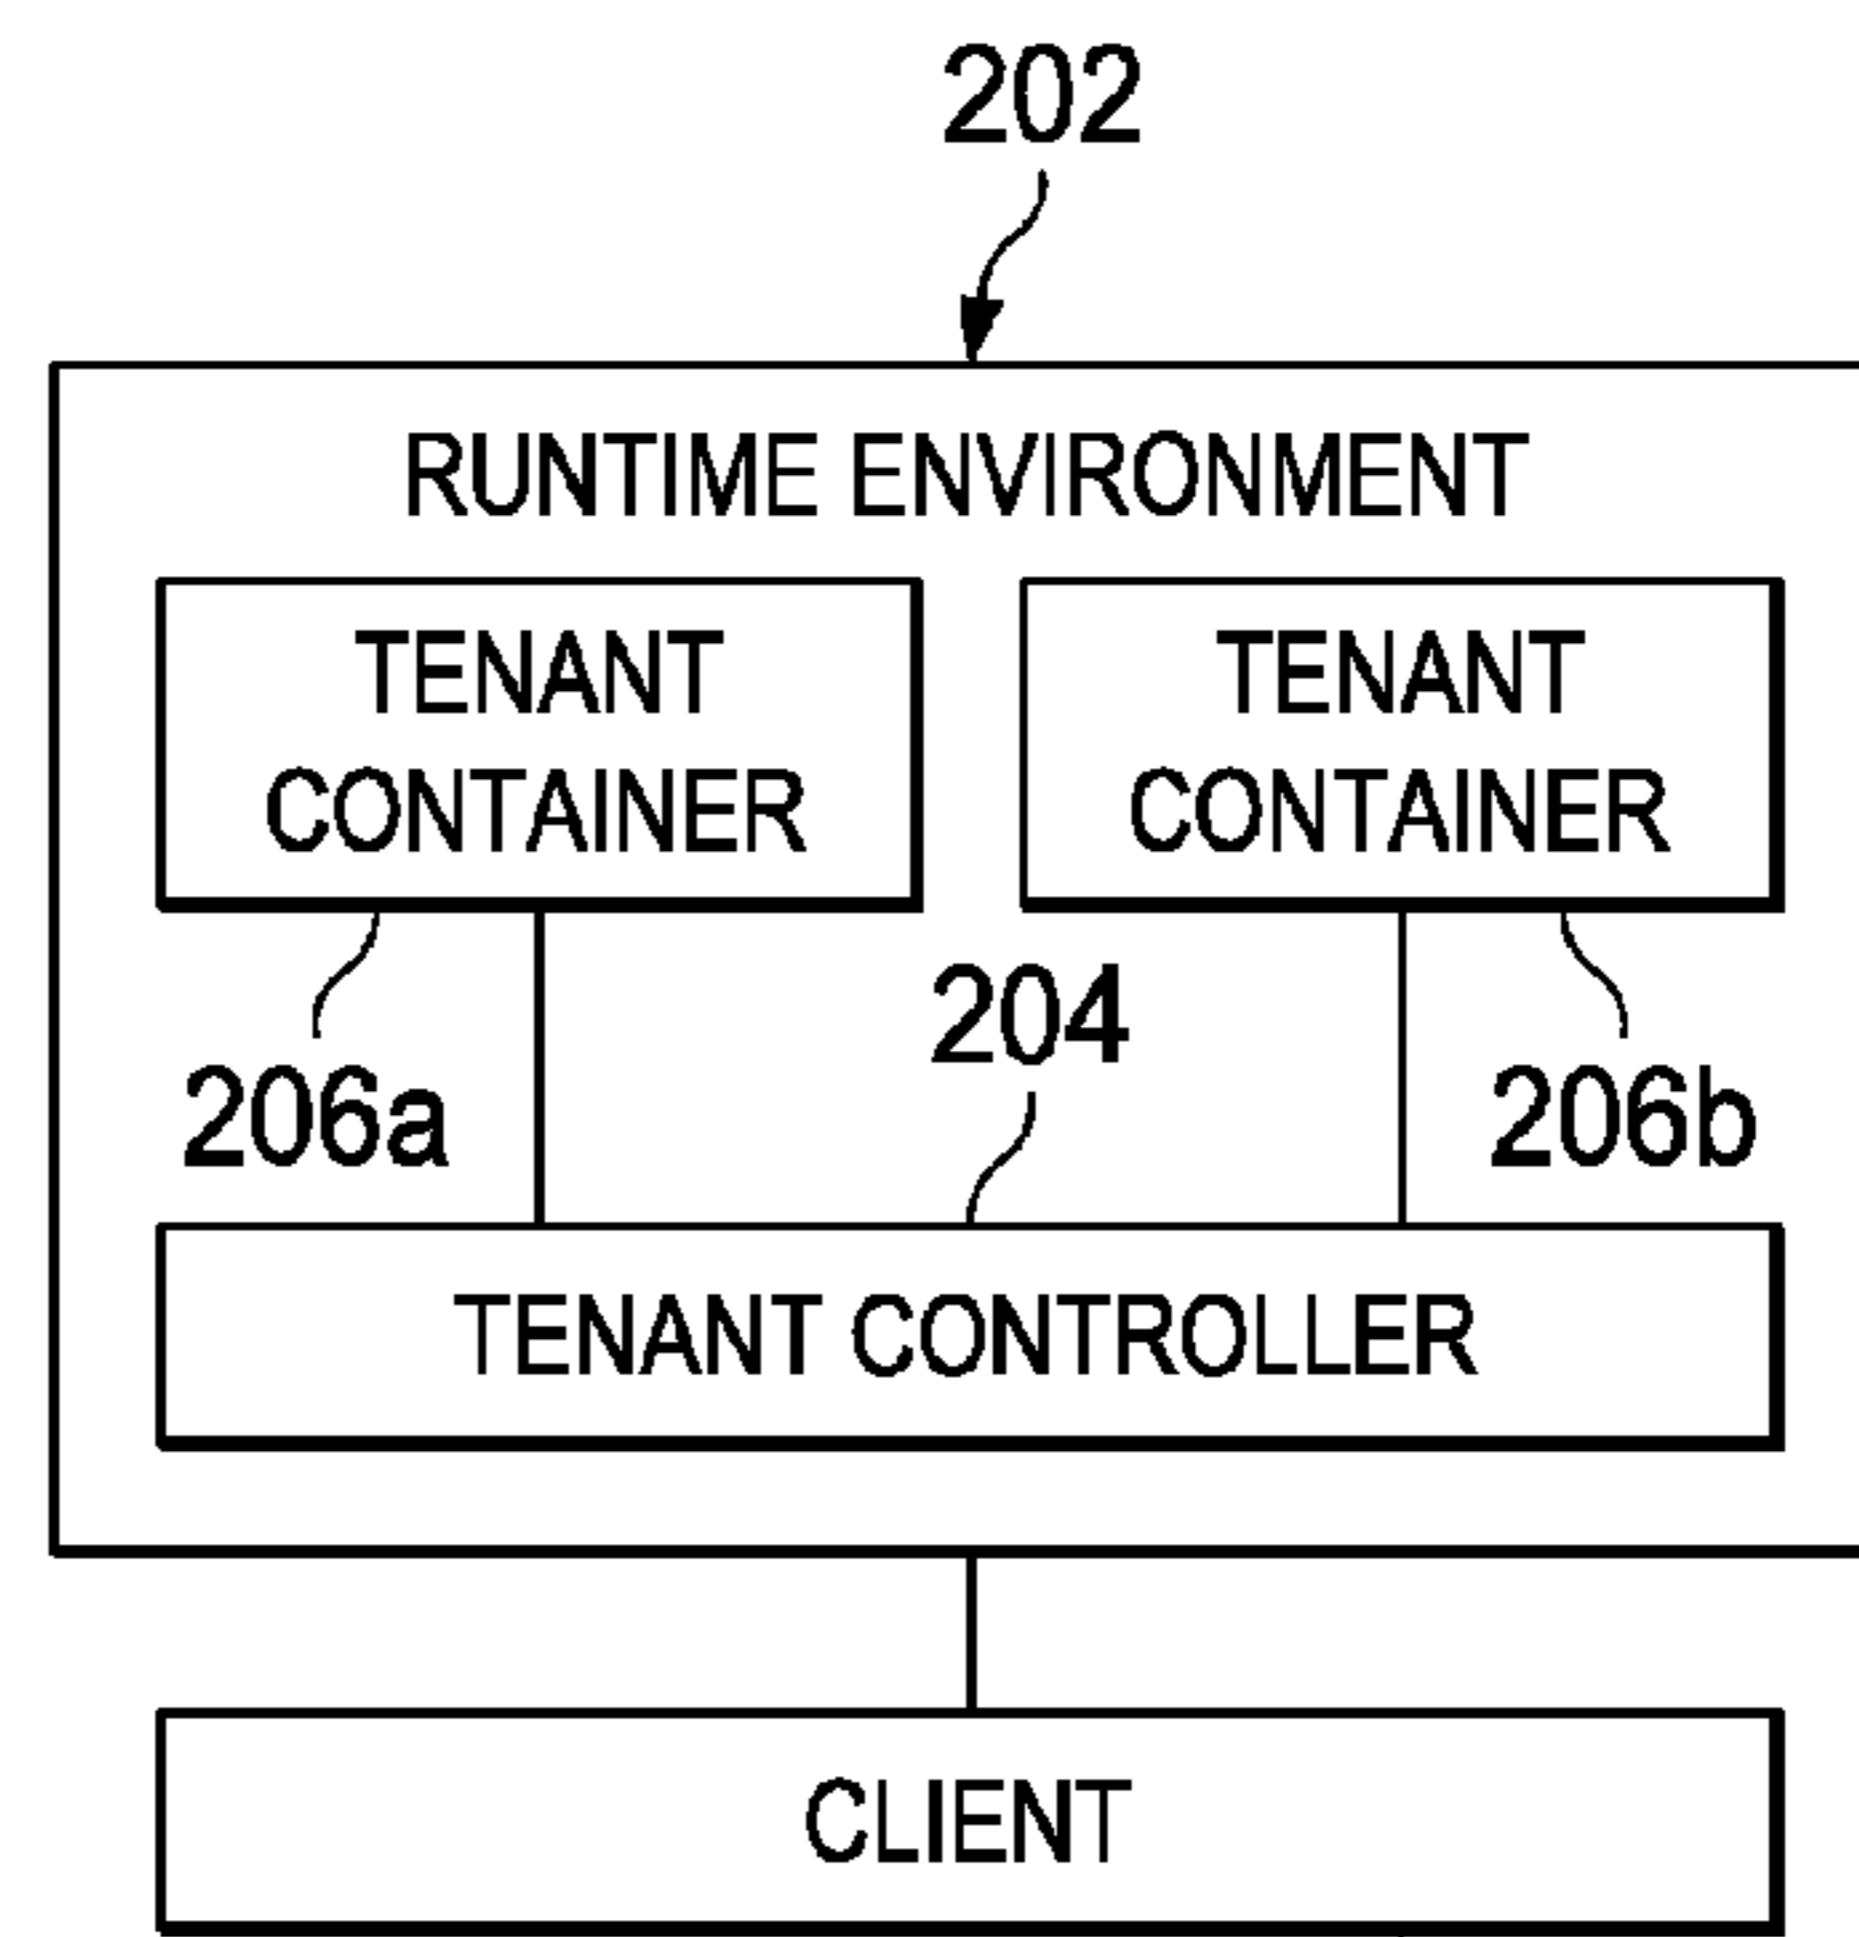 202
RUNTIME ENVIRONMENT
TENANT
CONTAINER
TENANT
CONTAINER
206a
204
206b
TENANT CONTROLLER
CLIENT